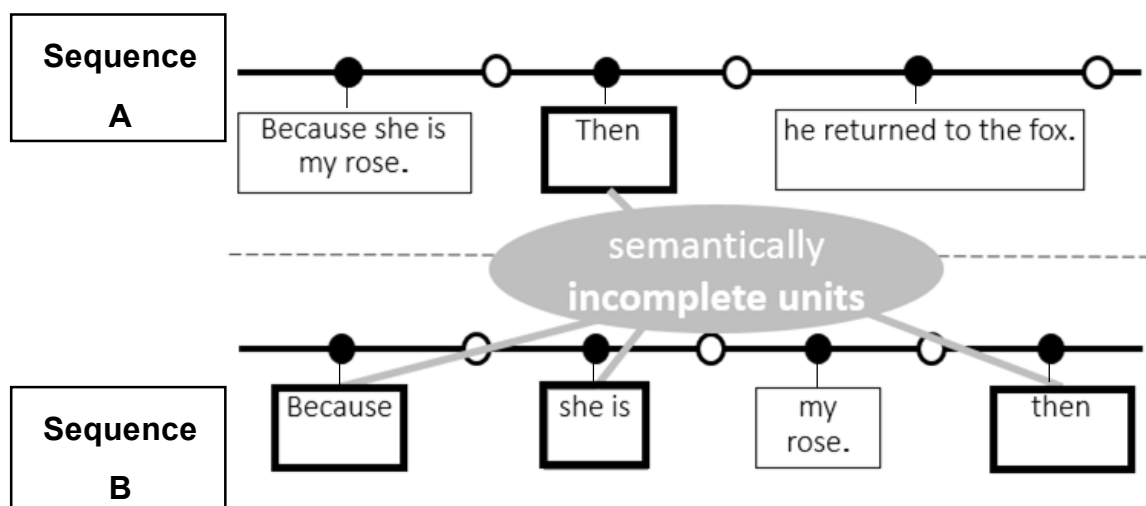 Sequence
A
Because she is
my rose.
Then
he returned to the fox.
semantically
incomplete units
Sequence
B
Because
she is
my
rose.
then